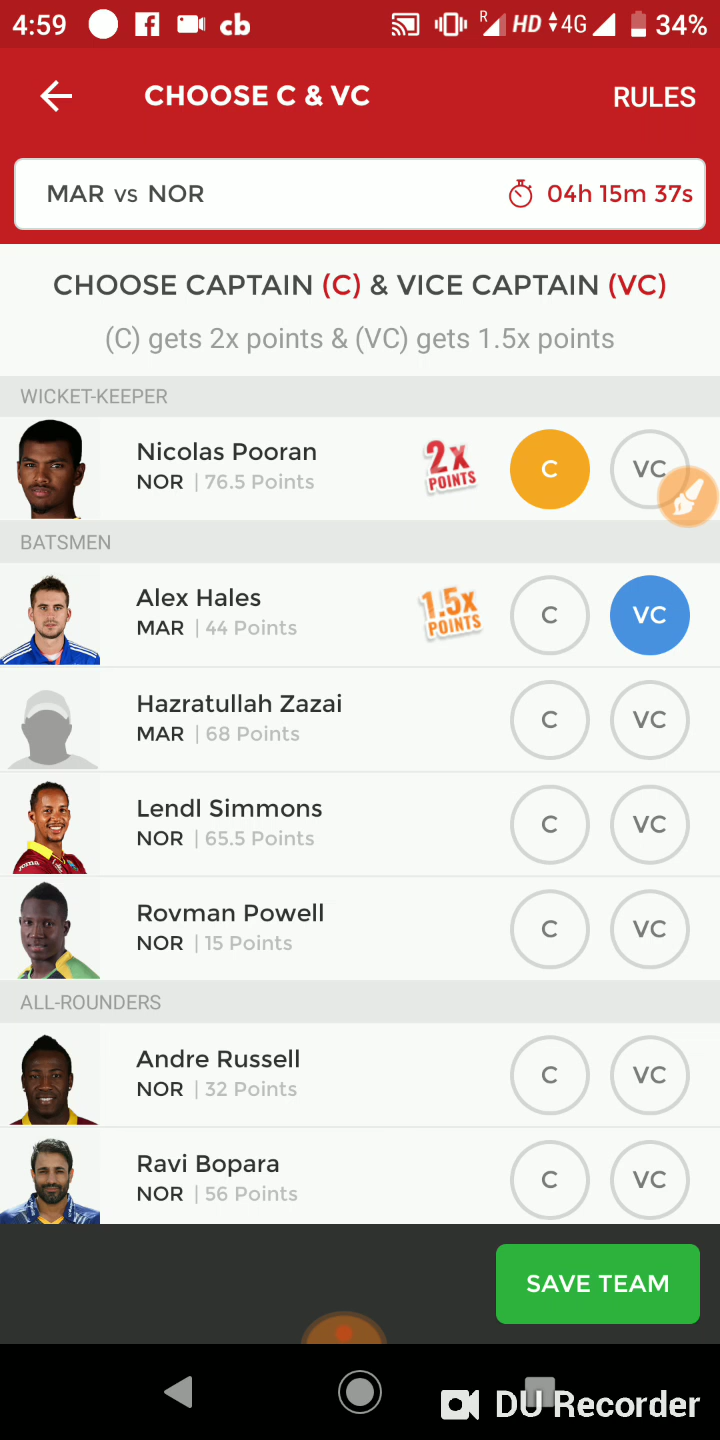 4:59 cb R HD 4G 34%
CHOOSE C & VC RULES
MAR vs NOR 04h 15m 37s
CHOOSE CAPTAIN (C) & VICE CAPTAIN (VC)
(C) gets 2x points & (VC) gets 1.5x points
WICKET-KEEPER
Nicolas Pooran
NOR | 76.5 Points
2x
POINTS
C VC
BATSMEN
Alex Hales
MAR | 44 Points
1.5x
POINTS
C VC
Hazratullah Zazai
MAR | 68 Points
C VC
Lendl Simmons
NOR | 65.5 Points
C VC
Rovman Powell
NOR | 15 Points
C VC
ALL-ROUNDERS
Andre Russell
NOR | 32 Points
C VC
Ravi Bopara
NOR | 56 Points
C VC
SAVE TEAM
DU Recorder